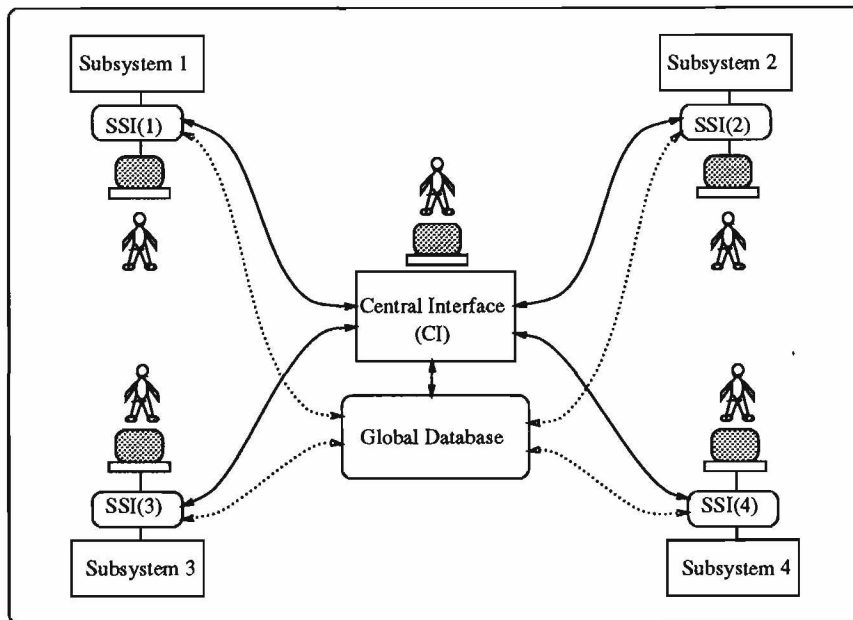 Subsystem 1
Subsystem 2
SSI(1)
SSI(2)
Central Interface
(CI)
Global Database
SSI(3)
SSI(4)
Subsystem 3
Subsystem 4